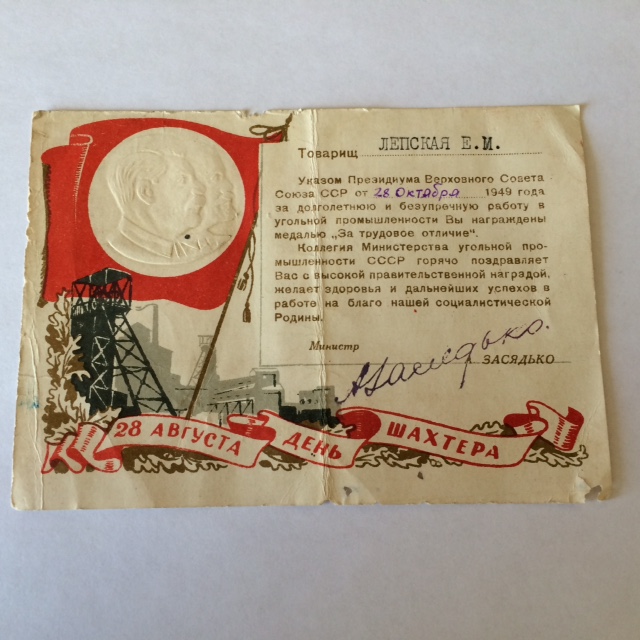 Товарищ ЛЕПСКАЯ Е.М.
Указом Президиума Верховного Совета
Союза ССР от 28 Октября 1949 года
за долголетнюю и безупречную работу в
угольной промышленности Вы награждены
медалью „За трудовое отличие“.
Коллегия Министерства угольной про-
мышленности СССР горячо поздравляет
Вас с высокой правительственной наградой,
желает здоровья и дальнейших успехов в
работе на благо нашей социалистической
Родины.
Министр
АЗасядько.
А ЗАСЯДЬКО
28 АВГУСТА ДЕНЬ ШАХТЕРА